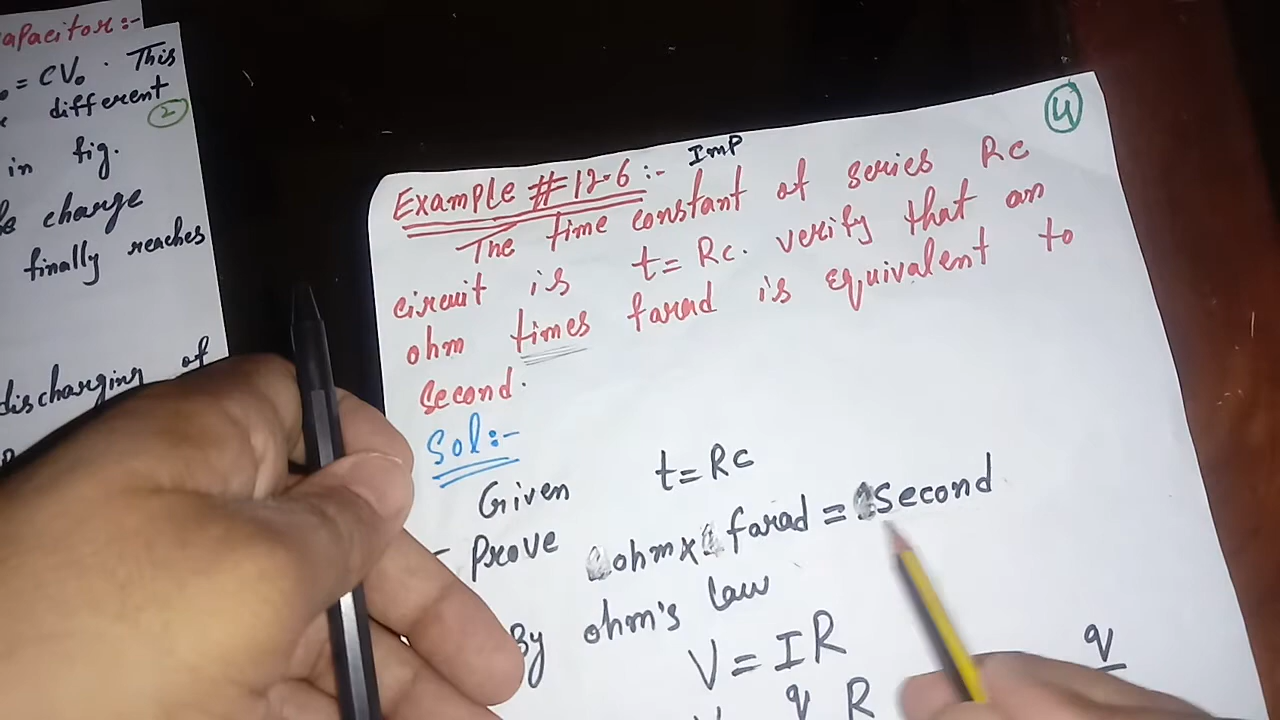 apacitor:-
= CV₀. This
different
2
in fig.
charge
finally reaches
discharging of
4
Imp
Example # 12-6:-
The time constant of series Rc
circuit is t= Rc. verify that an
ohm times farad is equivalent to
second.
Sol:-
Given t=Rc
Prove ohm x farad = second
By ohm's law
V = IR
q R
q